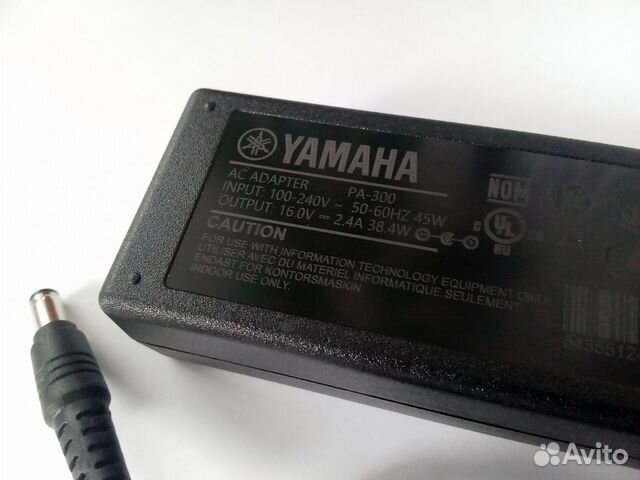 YAMAHA
AC ADAPTER PA-300
INPUT: 100-240V ~ 50-60HZ 45W
OUTPUT: 16.0V ⎓ 2.4A 38.4W
NOM
UL
EU
CAUTION
FOR USE WITH INFORMATION TECHNOLOGY EQUIPMENT ONLY
UTILISER AVEC DU MATERIEL INFORMATIQUE SEULEMENT.
ENDAST FOR KONTORSMASKIN.
INDOOR USE ONLY.
Avito